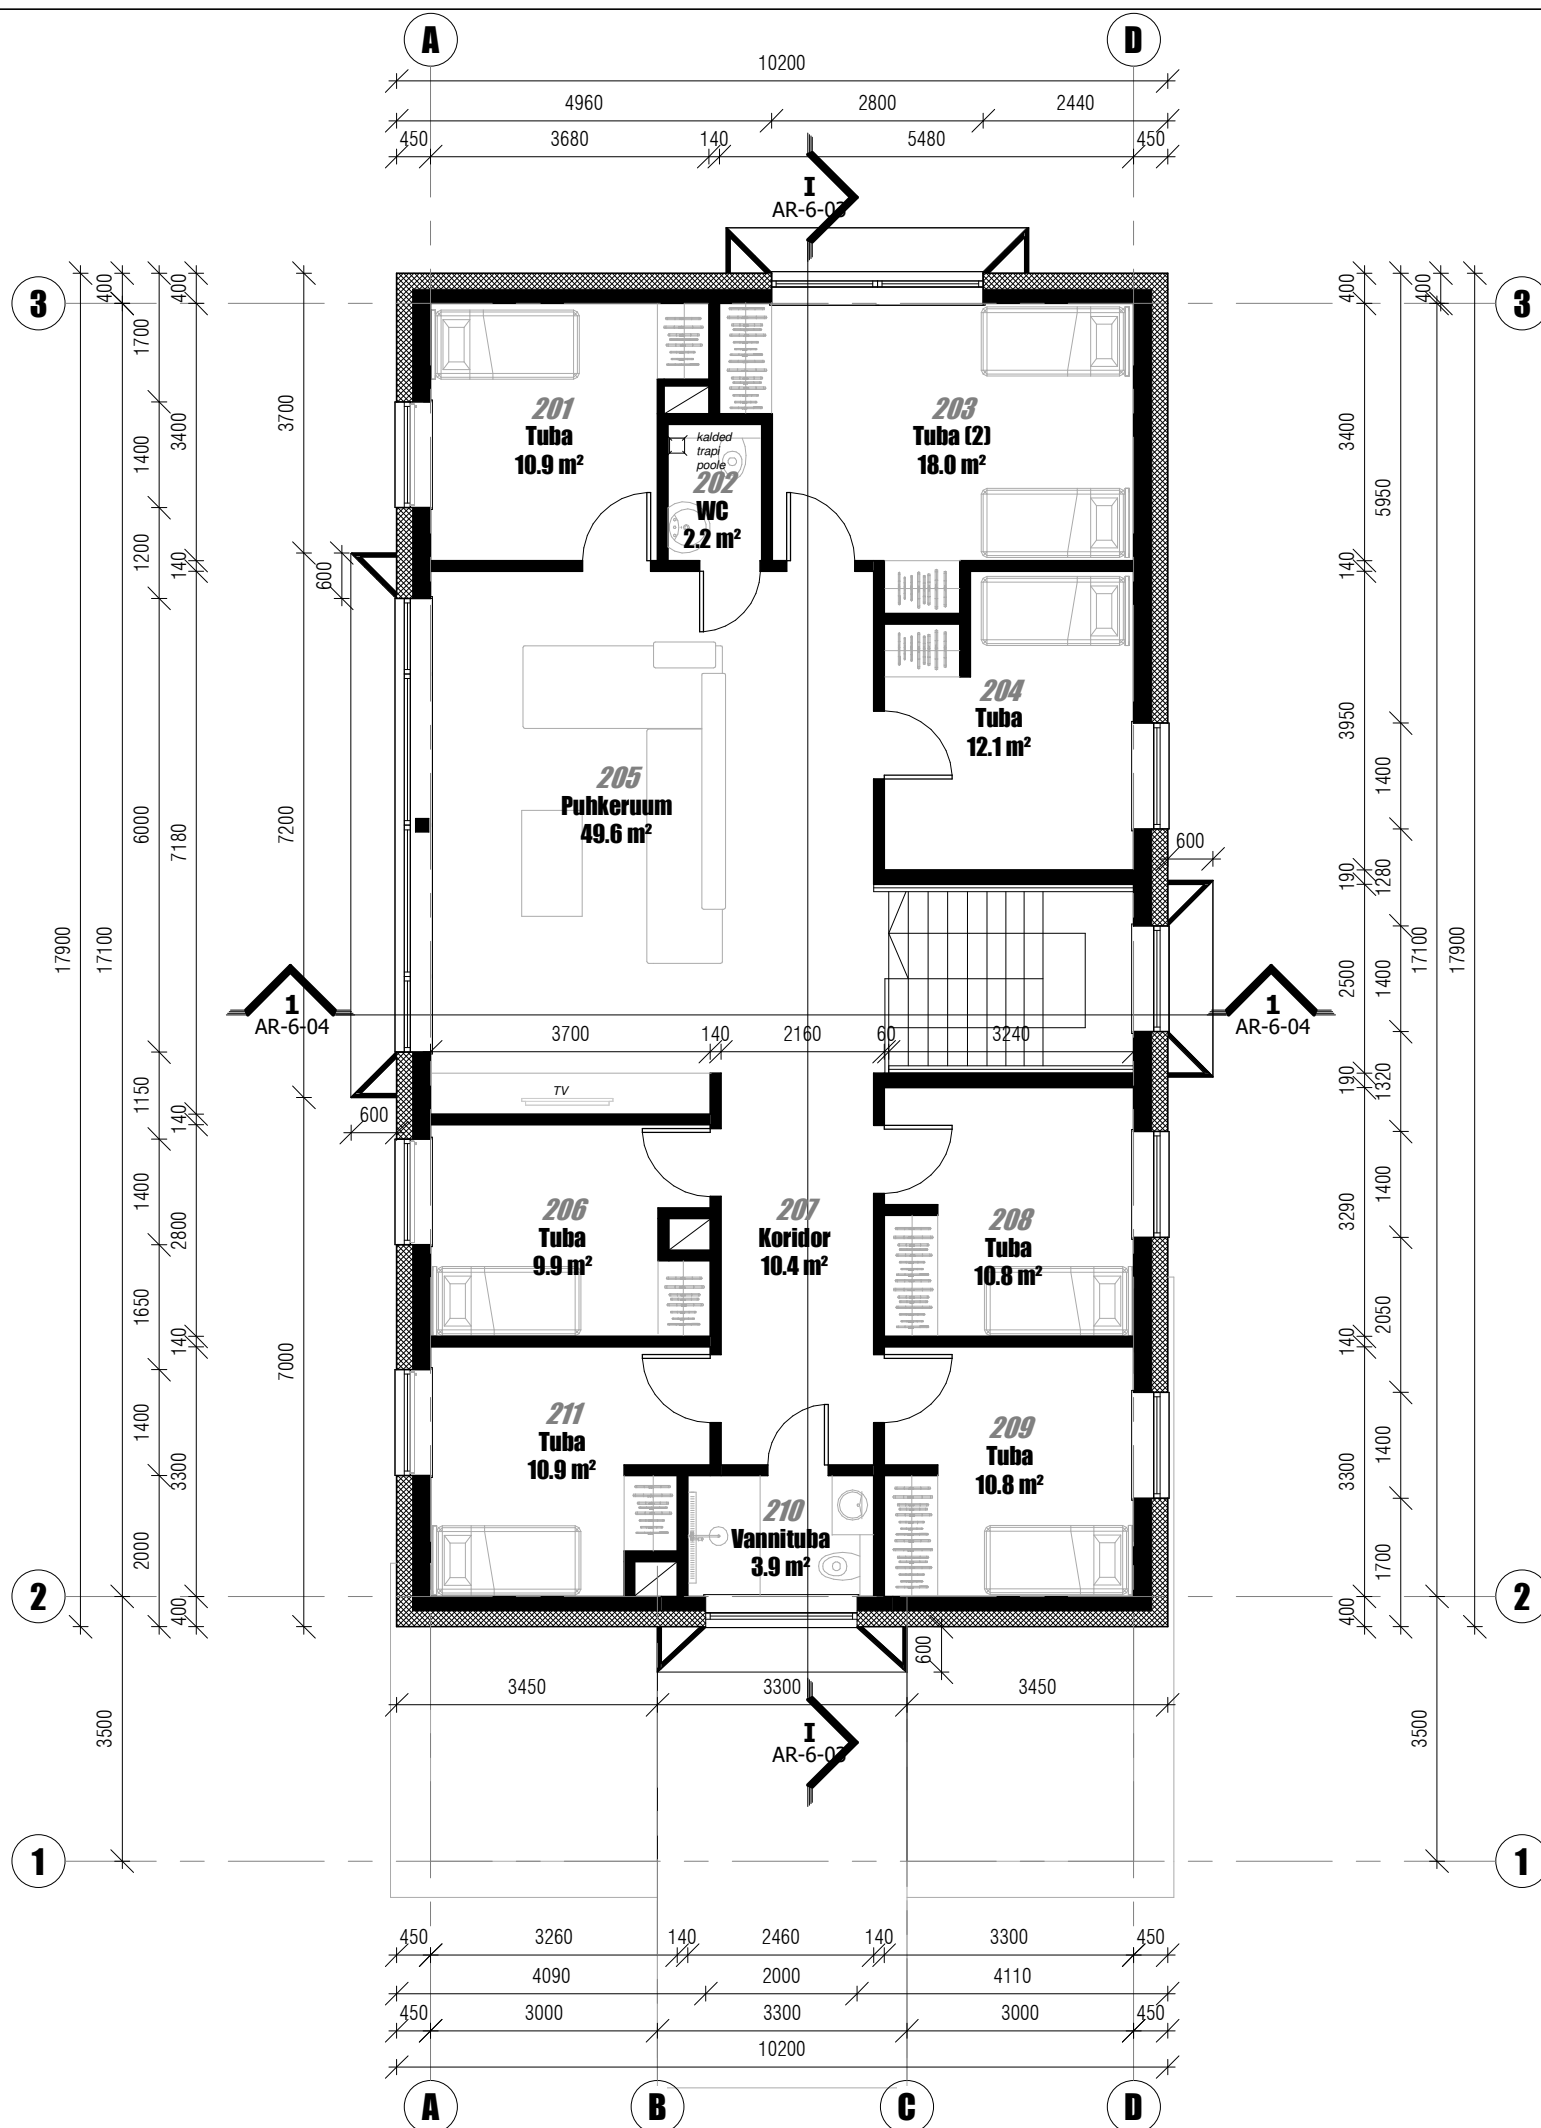 A
D
10200
4960
2800
2440
450
3680
140
5480
450
I
AR-6-03
3
3
400
400
400
400
1700
3700
3400
1400
1200
140
600
3400
5950
140
201
Tuba
10.9 m²
kalded
trapi
poole
202
WC
2.2 m²
203
Tuba (2)
18.0 m²
204
Tuba
12.1 m²
205
Puhkeruum
49.6 m²
6000
7180
7200
17900
17100
3950
1400
600
190
1280
17100
17900
2500
1400
1
AR-6-04
1
AR-6-04
3700
140
2160
60
3240
TV
1150
140
600
190
1320
1400
2800
1650
140
7000
1400
3290
2050
140
206
Tuba
9.9 m²
207
Koridor
10.4 m²
208
Tuba
10.8 m²
211
Tuba
10.9 m²
209
Tuba
10.8 m²
210
Vannituba
3.9 m²
1400
3300
2000
400
1400
3300
1700
400
2
2
600
3450
3300
3450
3500
3500
I
AR-6-03
1
1
450
3260
140
2460
140
3300
450
4090
2000
4110
450
3000
3300
3000
450
10200
A
B
C
D